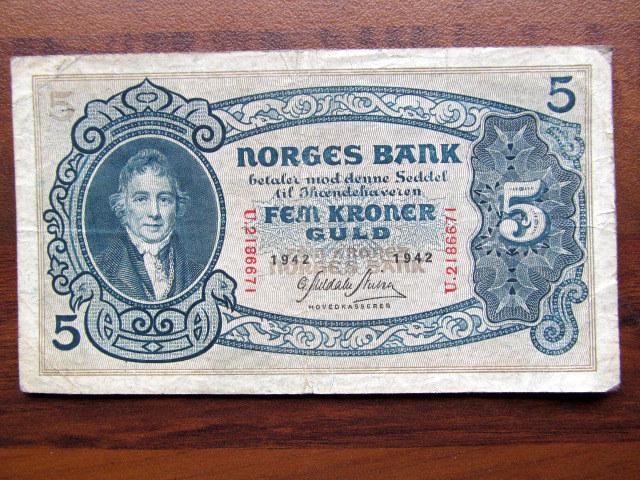 5
5
NORGES BANK
betaler mod denne Seddel
til Ihændehaveren
FEM KRONER
GULD
1942 1942
HOVEDKASSERER
U.2186671
U.2186671
5
5